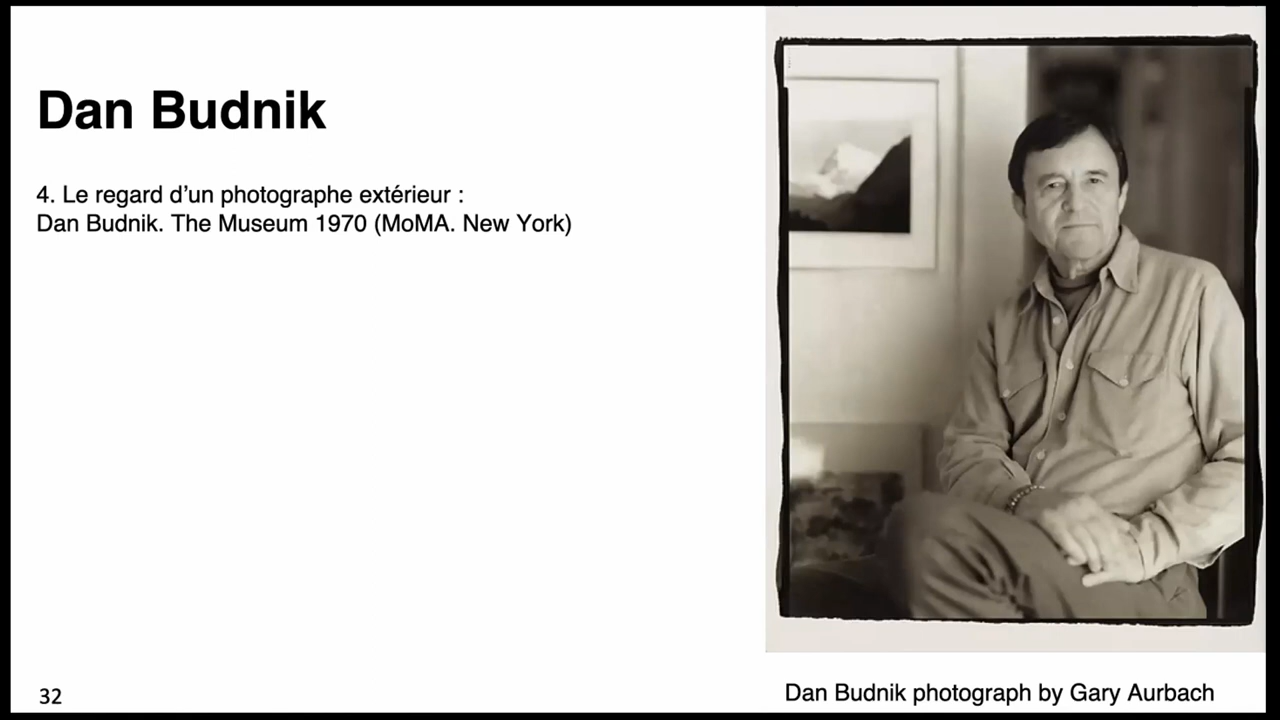 Dan Budnik
4. Le regard d’un photographe extérieur :
Dan Budnik. The Museum 1970 (MoMA. New York)
32
Dan Budnik photograph by Gary Aurbach